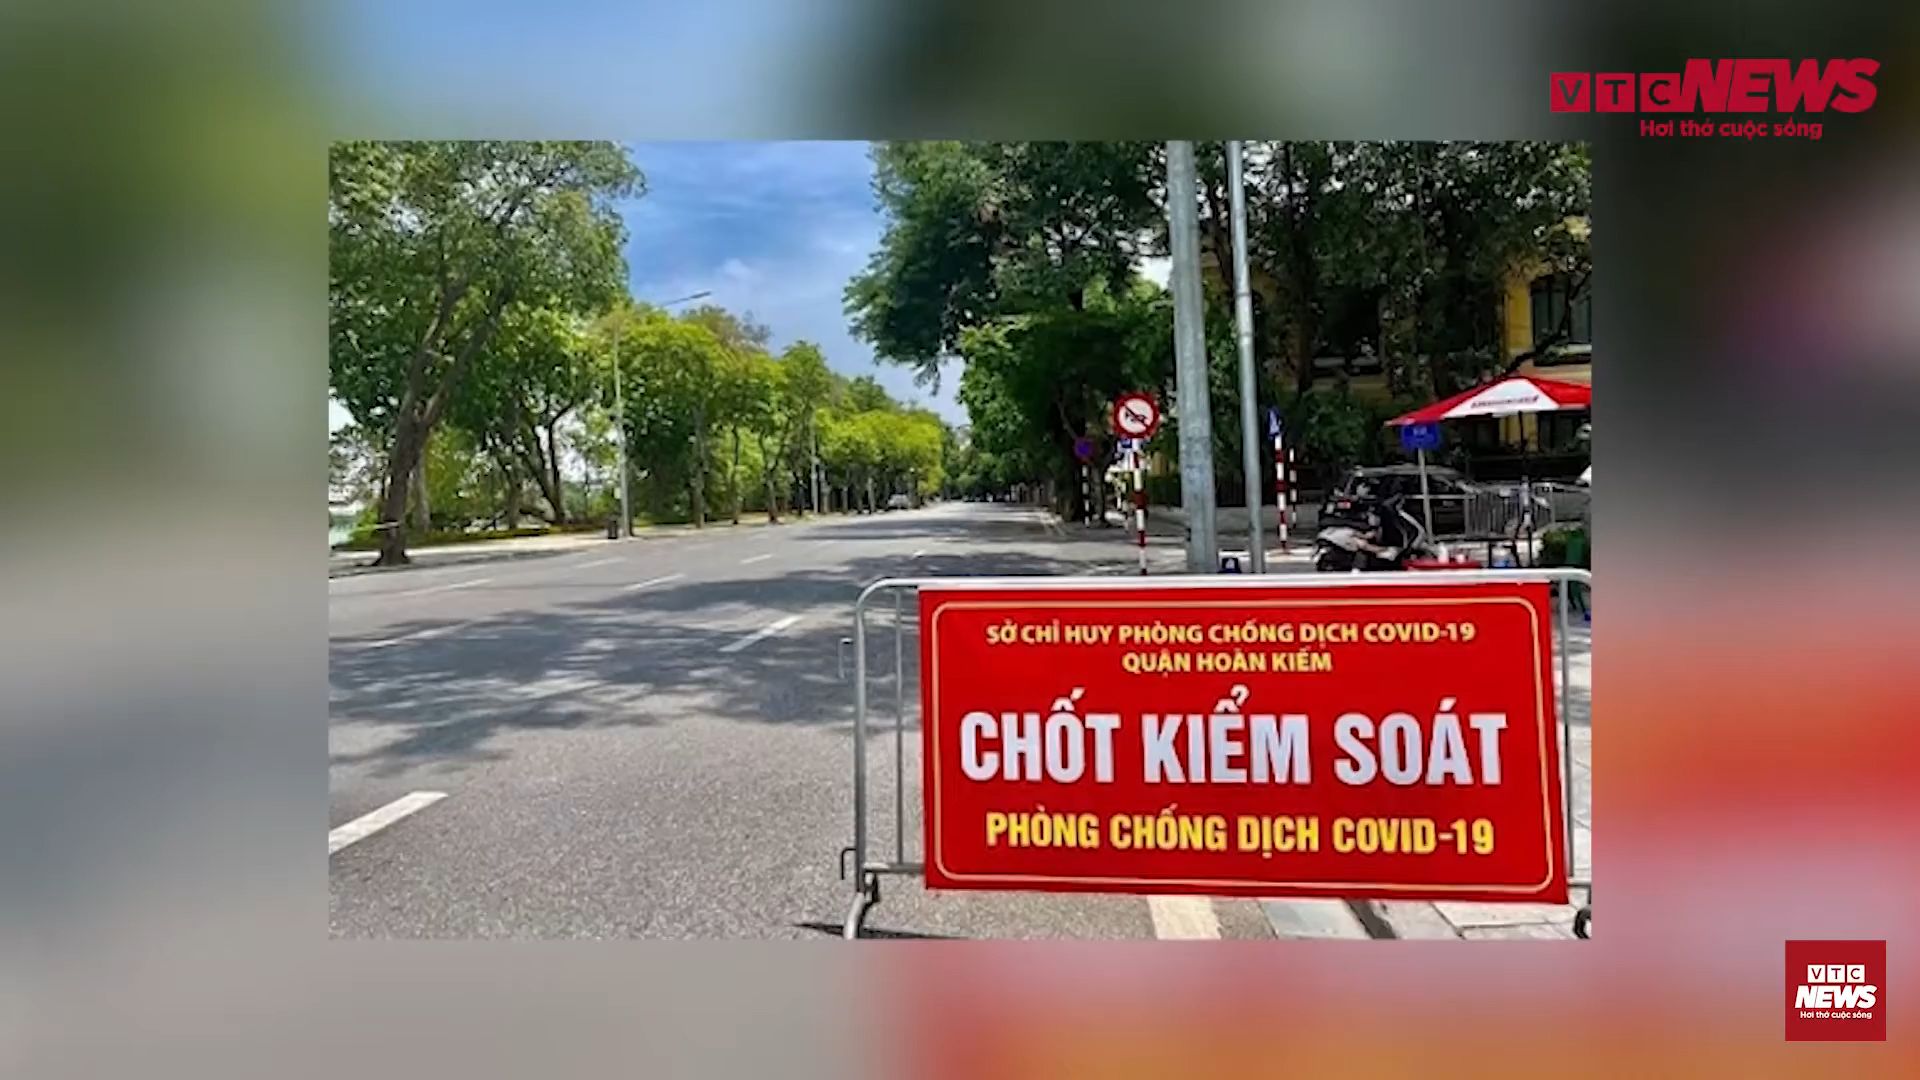 VTC NEWS
Hơi thở cuộc sống
SỞ CHỈ HUY PHÒNG CHỐNG DỊCH COVID-19
QUẬN HOÀN KIẾM
CHỐT KIỂM SOÁT
PHÒNG CHỐNG DỊCH COVID-19
VTC
NEWS
Hơi thở cuộc sống